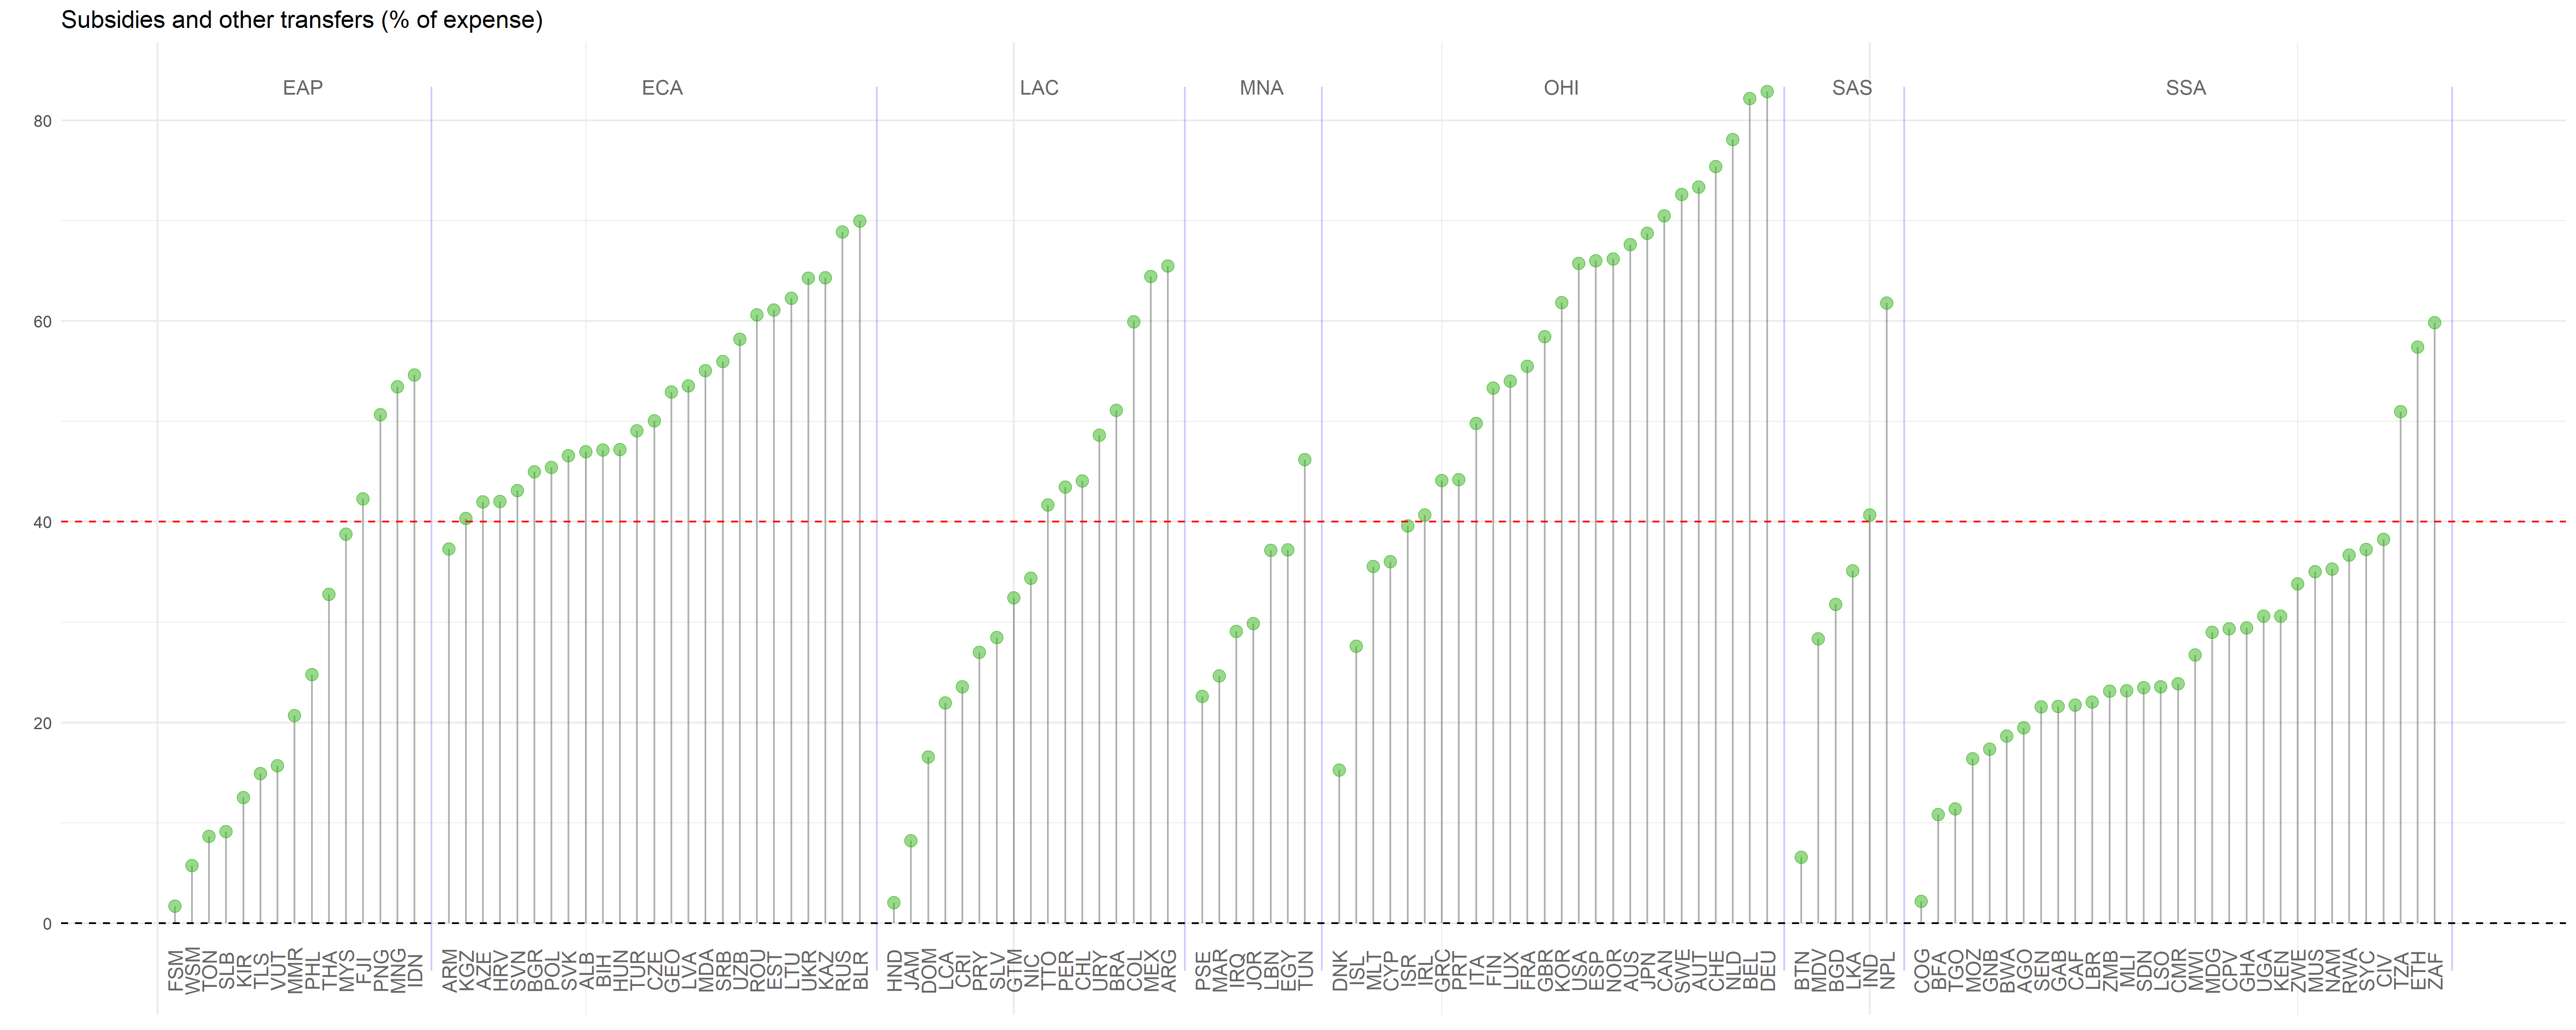 Subsidies and other transfers (% of expense)
EAP ECA LAC MNA OHI SAS SSA
80
60
40
20
0
FSM WSM TON SLB KIR TLS VUT MMR PHL THA MYS FJI PNG MNG IDN ARM KGZ AZE HRV SVN BGR POL SVK ALB BIH HUN TUR CZE GEO LVA MDA SRB UZB ROU EST LTU UKR KAZ RUS BLR HND JAM DOM LCA CRI PRY SLV GTM NIC TTO PER CHL URY BRA COL MEX ARG PSE MAR IRQ JOR LBN EGY TUN DNK ISL MLT CYP ISR IRL GRC PRT ITA FIN LUX FRA GBR KOR USA ESP NOR AUS JPN CAN SWE AUT CHE NLD BEL DEU BTN MDV BGD LKA IND NPL COG BFA TGO MOZ GNB BWA AGO SEN GAB CAF LBR ZMB MLI SDN LSO CMR MWI MDG CPV GHA UGA KEN ZWE MUS NAM RWA SYC CIV TZA ETH ZAF